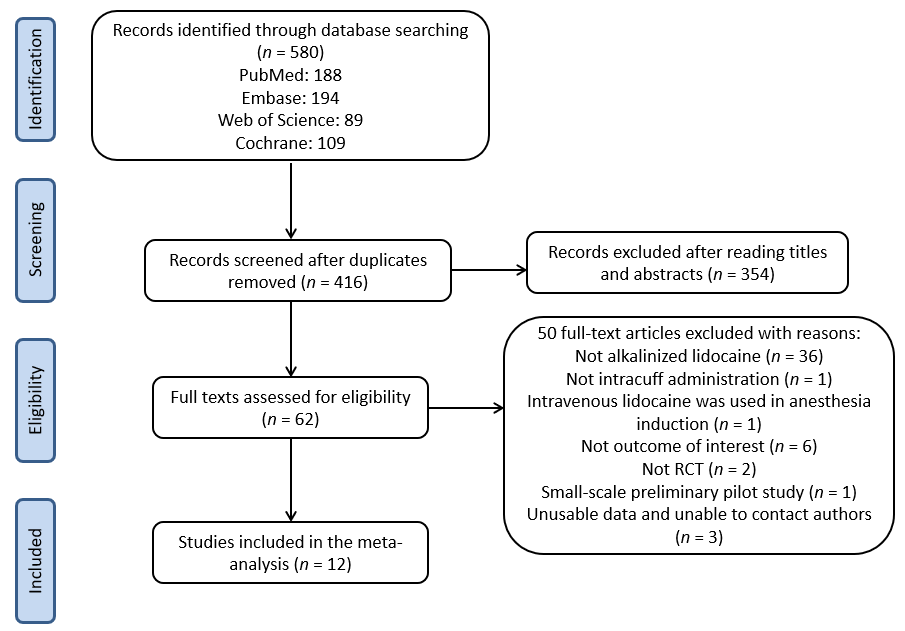 Identification
Records identified through database searching
(n = 580)
PubMed: 188
Embase: 194
Web of Science: 89
Cochrane: 109
Screening
Records screened after duplicates
removed (n = 416)
Records excluded after reading titles
and abstracts (n = 354)
Eligibility
Full texts assessed for eligibility
(n = 62)
50 full-text articles excluded with reasons:
Not alkalinized lidocaine (n = 36)
Not intracuff administration (n = 1)
Intravenous lidocaine was used in anesthesia
induction (n = 1)
Not outcome of interest (n = 6)
Not RCT (n = 2)
Small-scale preliminary pilot study (n = 1)
Unusable data and unable to contact authors
(n = 3)
Included
Studies included in the meta-
analysis (n = 12)